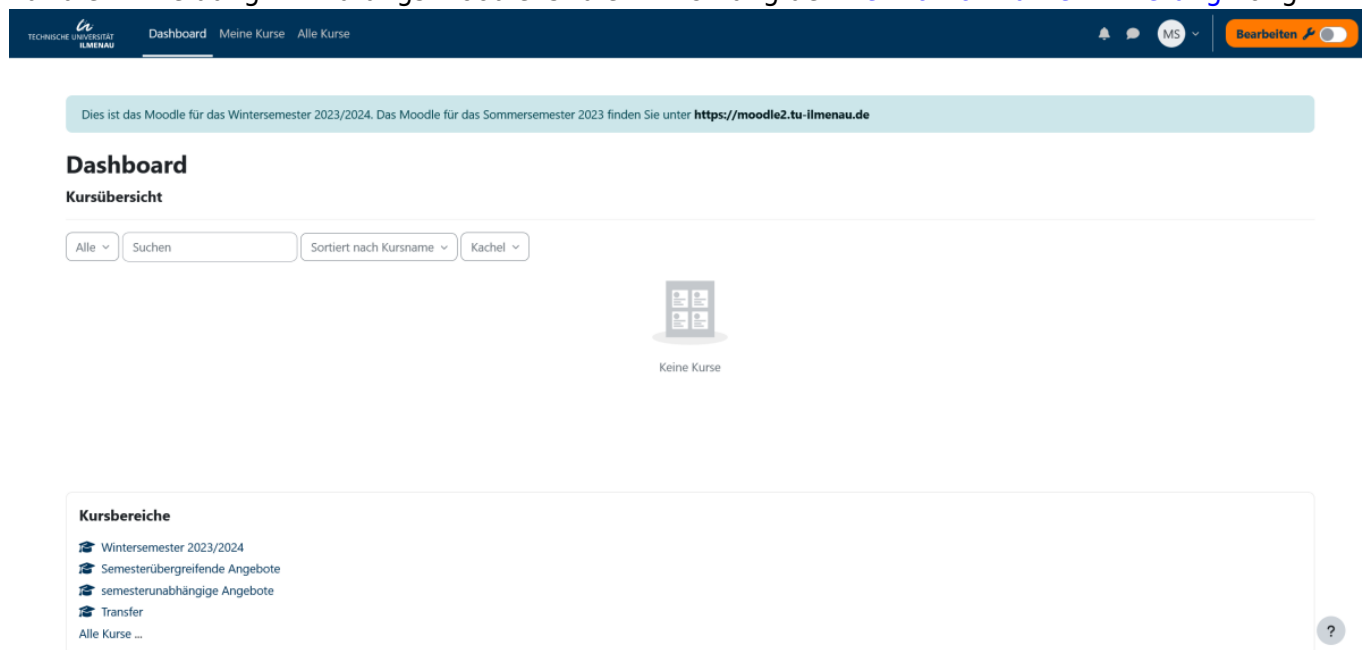 TECHNISCHE UNIVERSITÄT
ILMENAU
Dashboard Meine Kurse Alle Kurse
MS
Bearbeiten
Dies ist das Moodle für das Wintersemester 2023/2024. Das Moodle für das Sommersemester 2023 finden Sie unter https://moodle2.tu-ilmenau.de
Dashboard
Kursübersicht
Alle Suchen Sortiert nach Kursname Kachel
Keine Kurse
Kursbereiche
Wintersemester 2023/2024
Semesterübergreifende Angebote
semesterunabhängige Angebote
Transfer
Alle Kurse ...
?